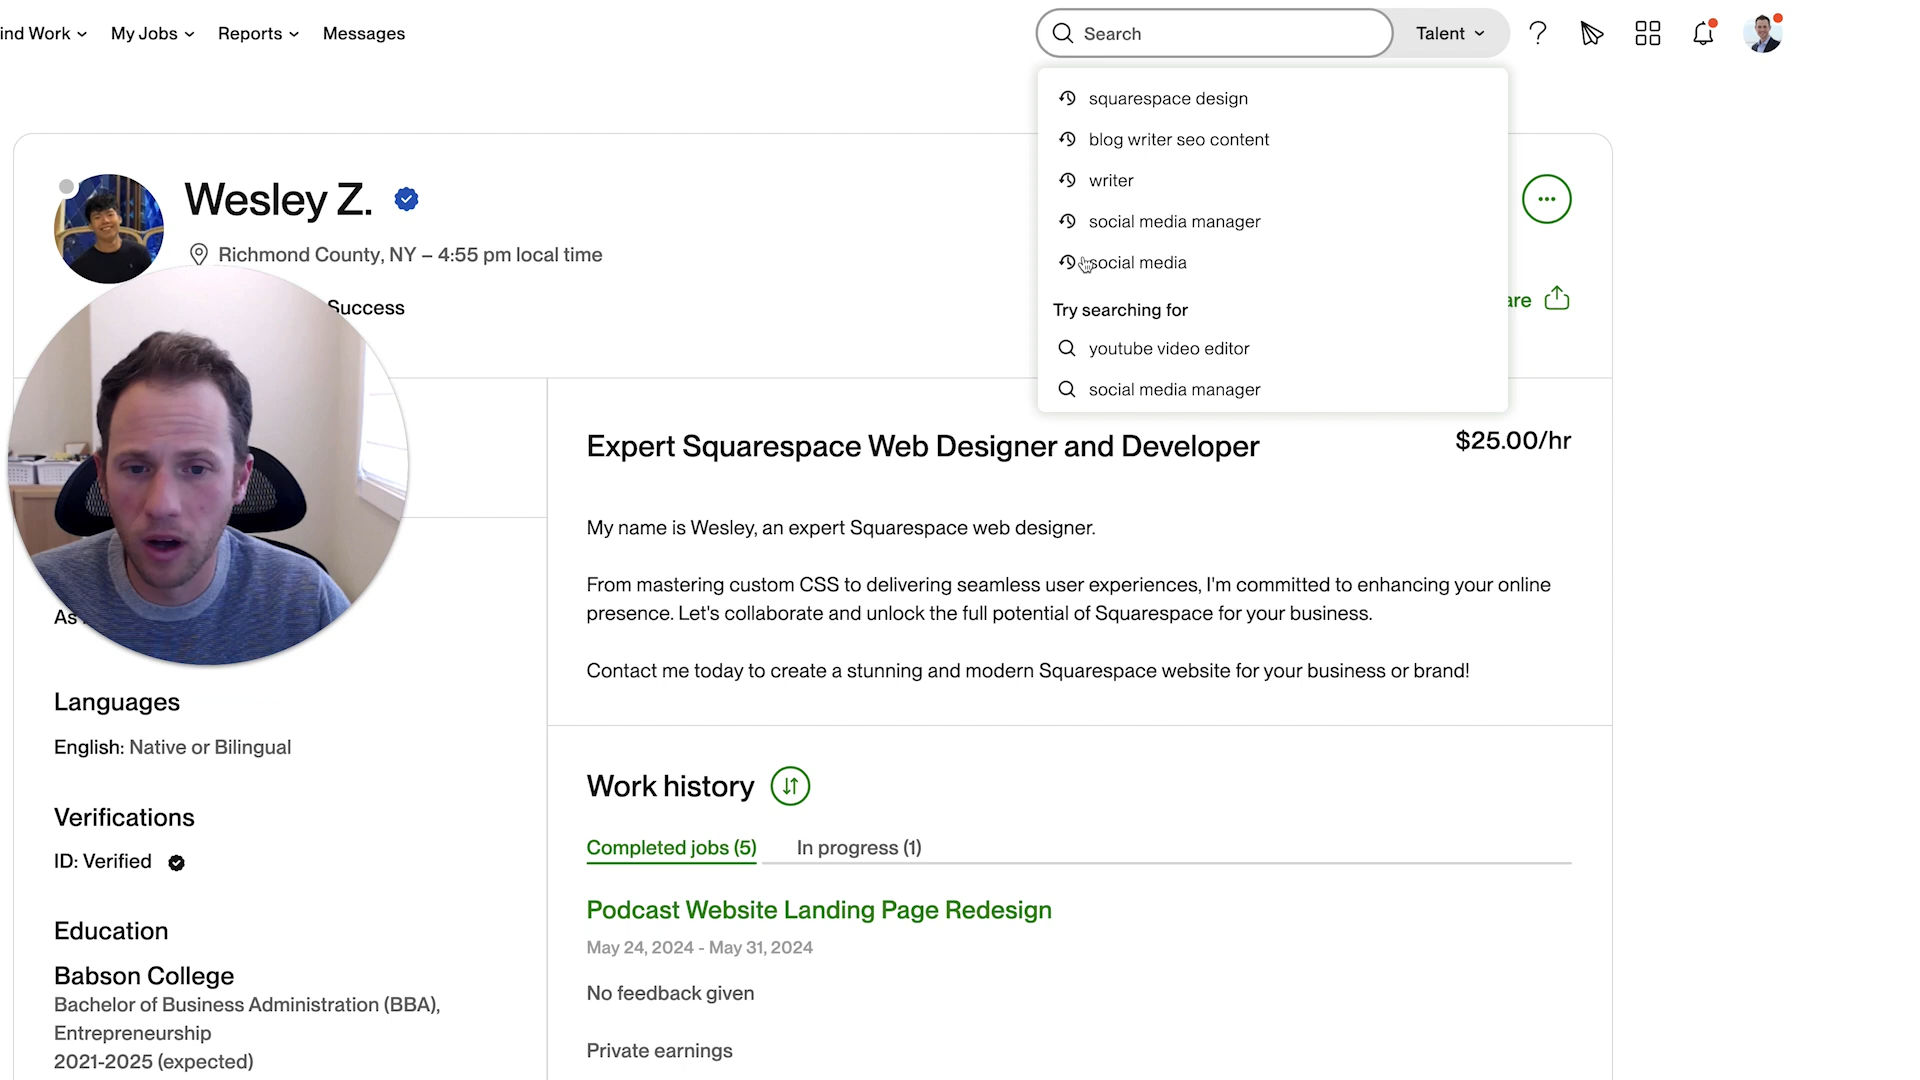 ind Work
My Jobs
Reports
Messages
Search
Talent
squarespace design
blog writer seo content
writer
social media manager
social media
Try searching for
youtube video editor
social media manager
Wesley Z.
Richmond County, NY – 4:55 pm local time
Success
are
Expert Squarespace Web Designer and Developer
$25.00/hr
My name is Wesley, an expert Squarespace web designer.
From mastering custom CSS to delivering seamless user experiences, I'm committed to enhancing your online
presence. Let's collaborate and unlock the full potential of Squarespace for your business.
Contact me today to create a stunning and modern Squarespace website for your business or brand!
As
Languages
English: Native or Bilingual
Verifications
ID: Verified
Education
Babson College
Bachelor of Business Administration (BBA),
Entrepreneurship
2021-2025 (expected)
Work history
Completed jobs (5)
In progress (1)
Podcast Website Landing Page Redesign
May 24, 2024 - May 31, 2024
No feedback given
Private earnings